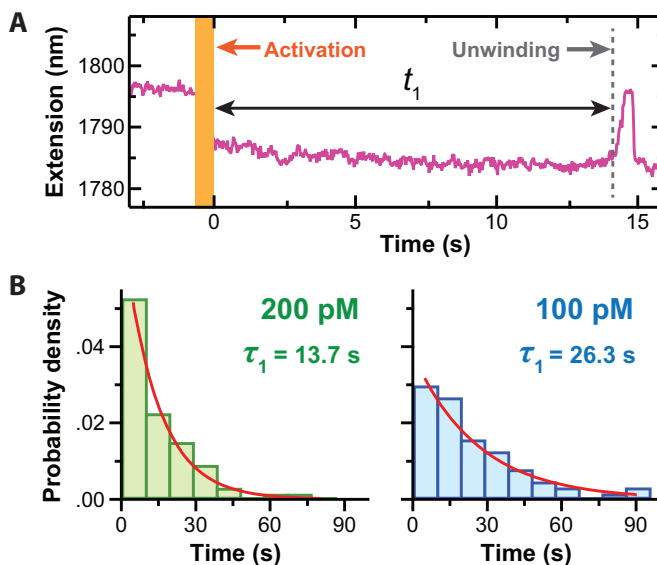 A
Extension (nm)
1800
1790
1780
Activation
Unwinding
t1
0
5
10
15
Time (s)
B
Probability density
.04
.02
.00
200 pM
τ1 = 13.7 s
0
30
60
90
Time (s)
100 pM
τ1 = 26.3 s
0
30
60
90
Time (s)